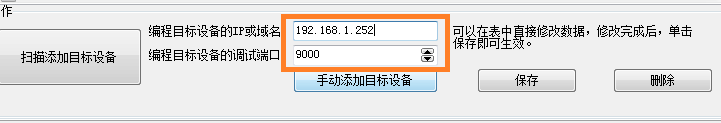 作
编程目标设备的IP或域名 192.168.1.252
可以在表中直接修改数据，修改完成后，单击
保存即可生效。
扫描添加目标设备
编程目标设备的调试端口 9000
手动添加目标设备
保存
删除